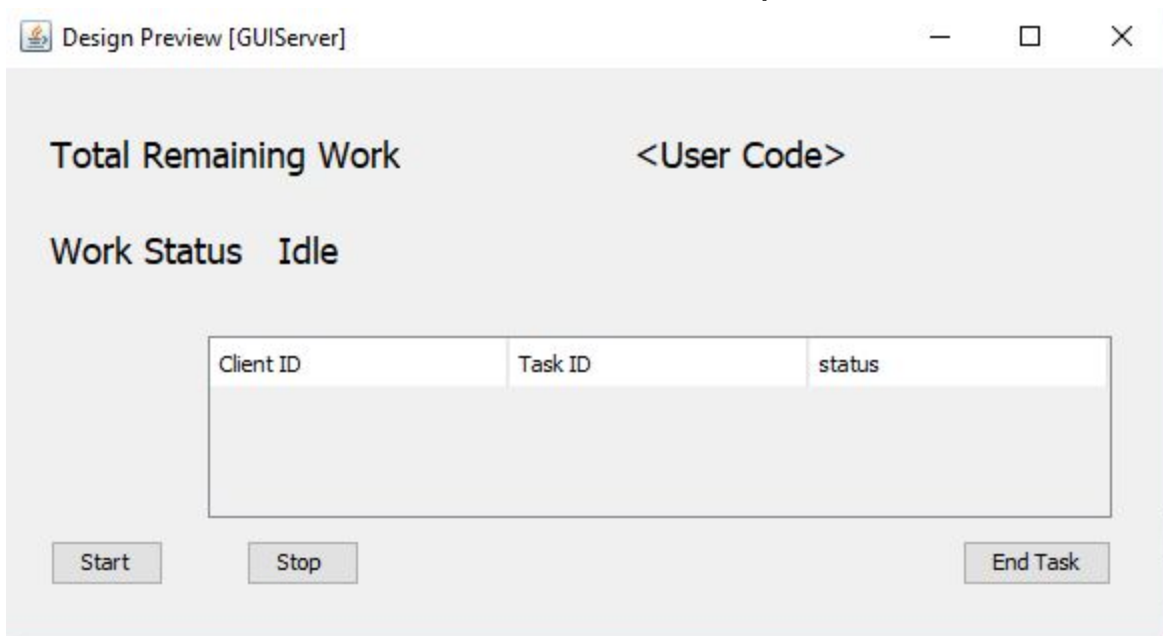 Design Preview [GUIServer]
Total Remaining Work <User Code>
Work Status Idle
Client ID Task ID status
Start Stop End Task